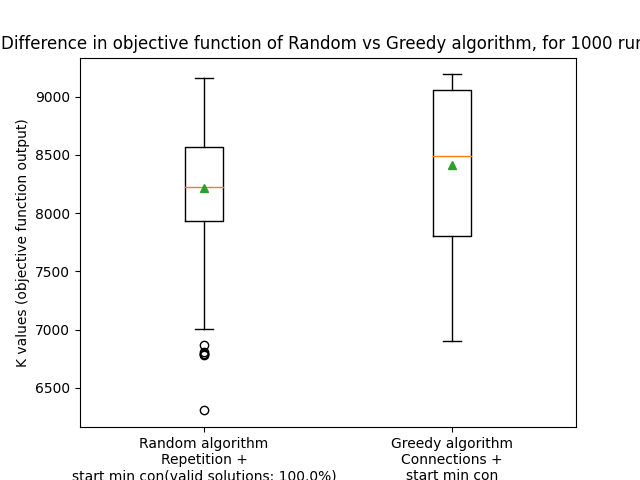 Difference in objective function of Random vs Greedy algorithm, for 1000
K values (objective function output)
9000
8500
8000
7500
7000
6500
Random algorithm
Repetition +
start min con(valid solutions: 100.0%)
Greedy algorithm
Connections +
start min con